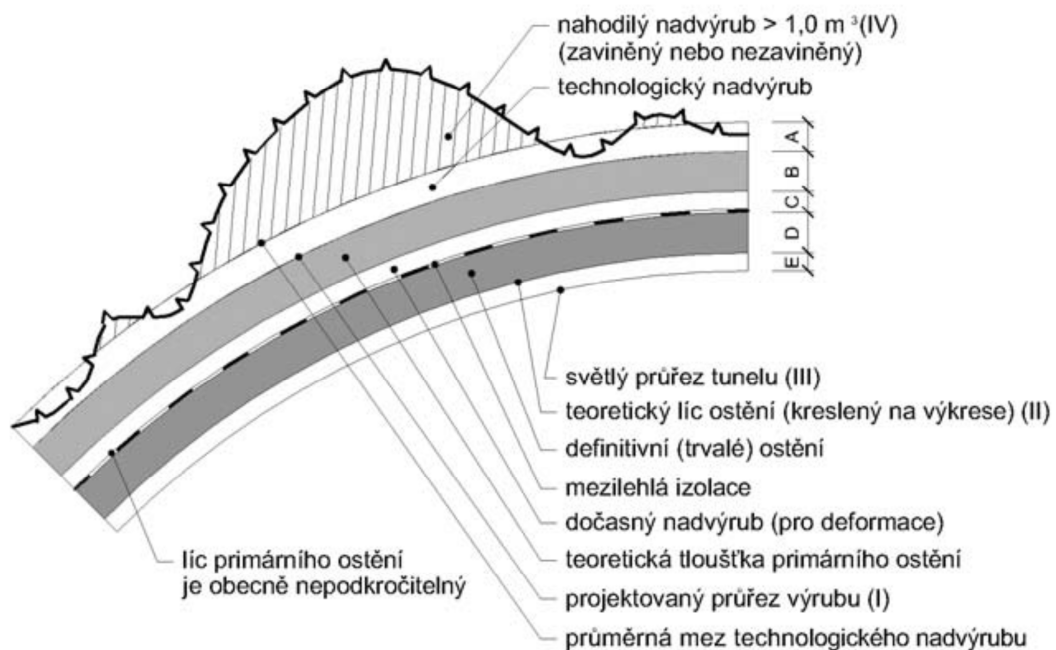 nahodilý nadvýrub > 1,0 m ³(IV)
(zaviněný nebo nezaviněný)
technologický nadvýrub
A
B
C
D
E
světlý průřez tunelu (III)
teoretický líc ostění (kreslený na výkrese) (II)
definitivní (trvalé) ostění
mezilehlá izolace
dočasný nadvýrub (pro deformace)
teoretická tloušťka primárního ostění
projektovaný průřez výrubu (I)
průměrná mez technologického nadvýrubu
líc primárního ostění
je obecně nepodkročitelný